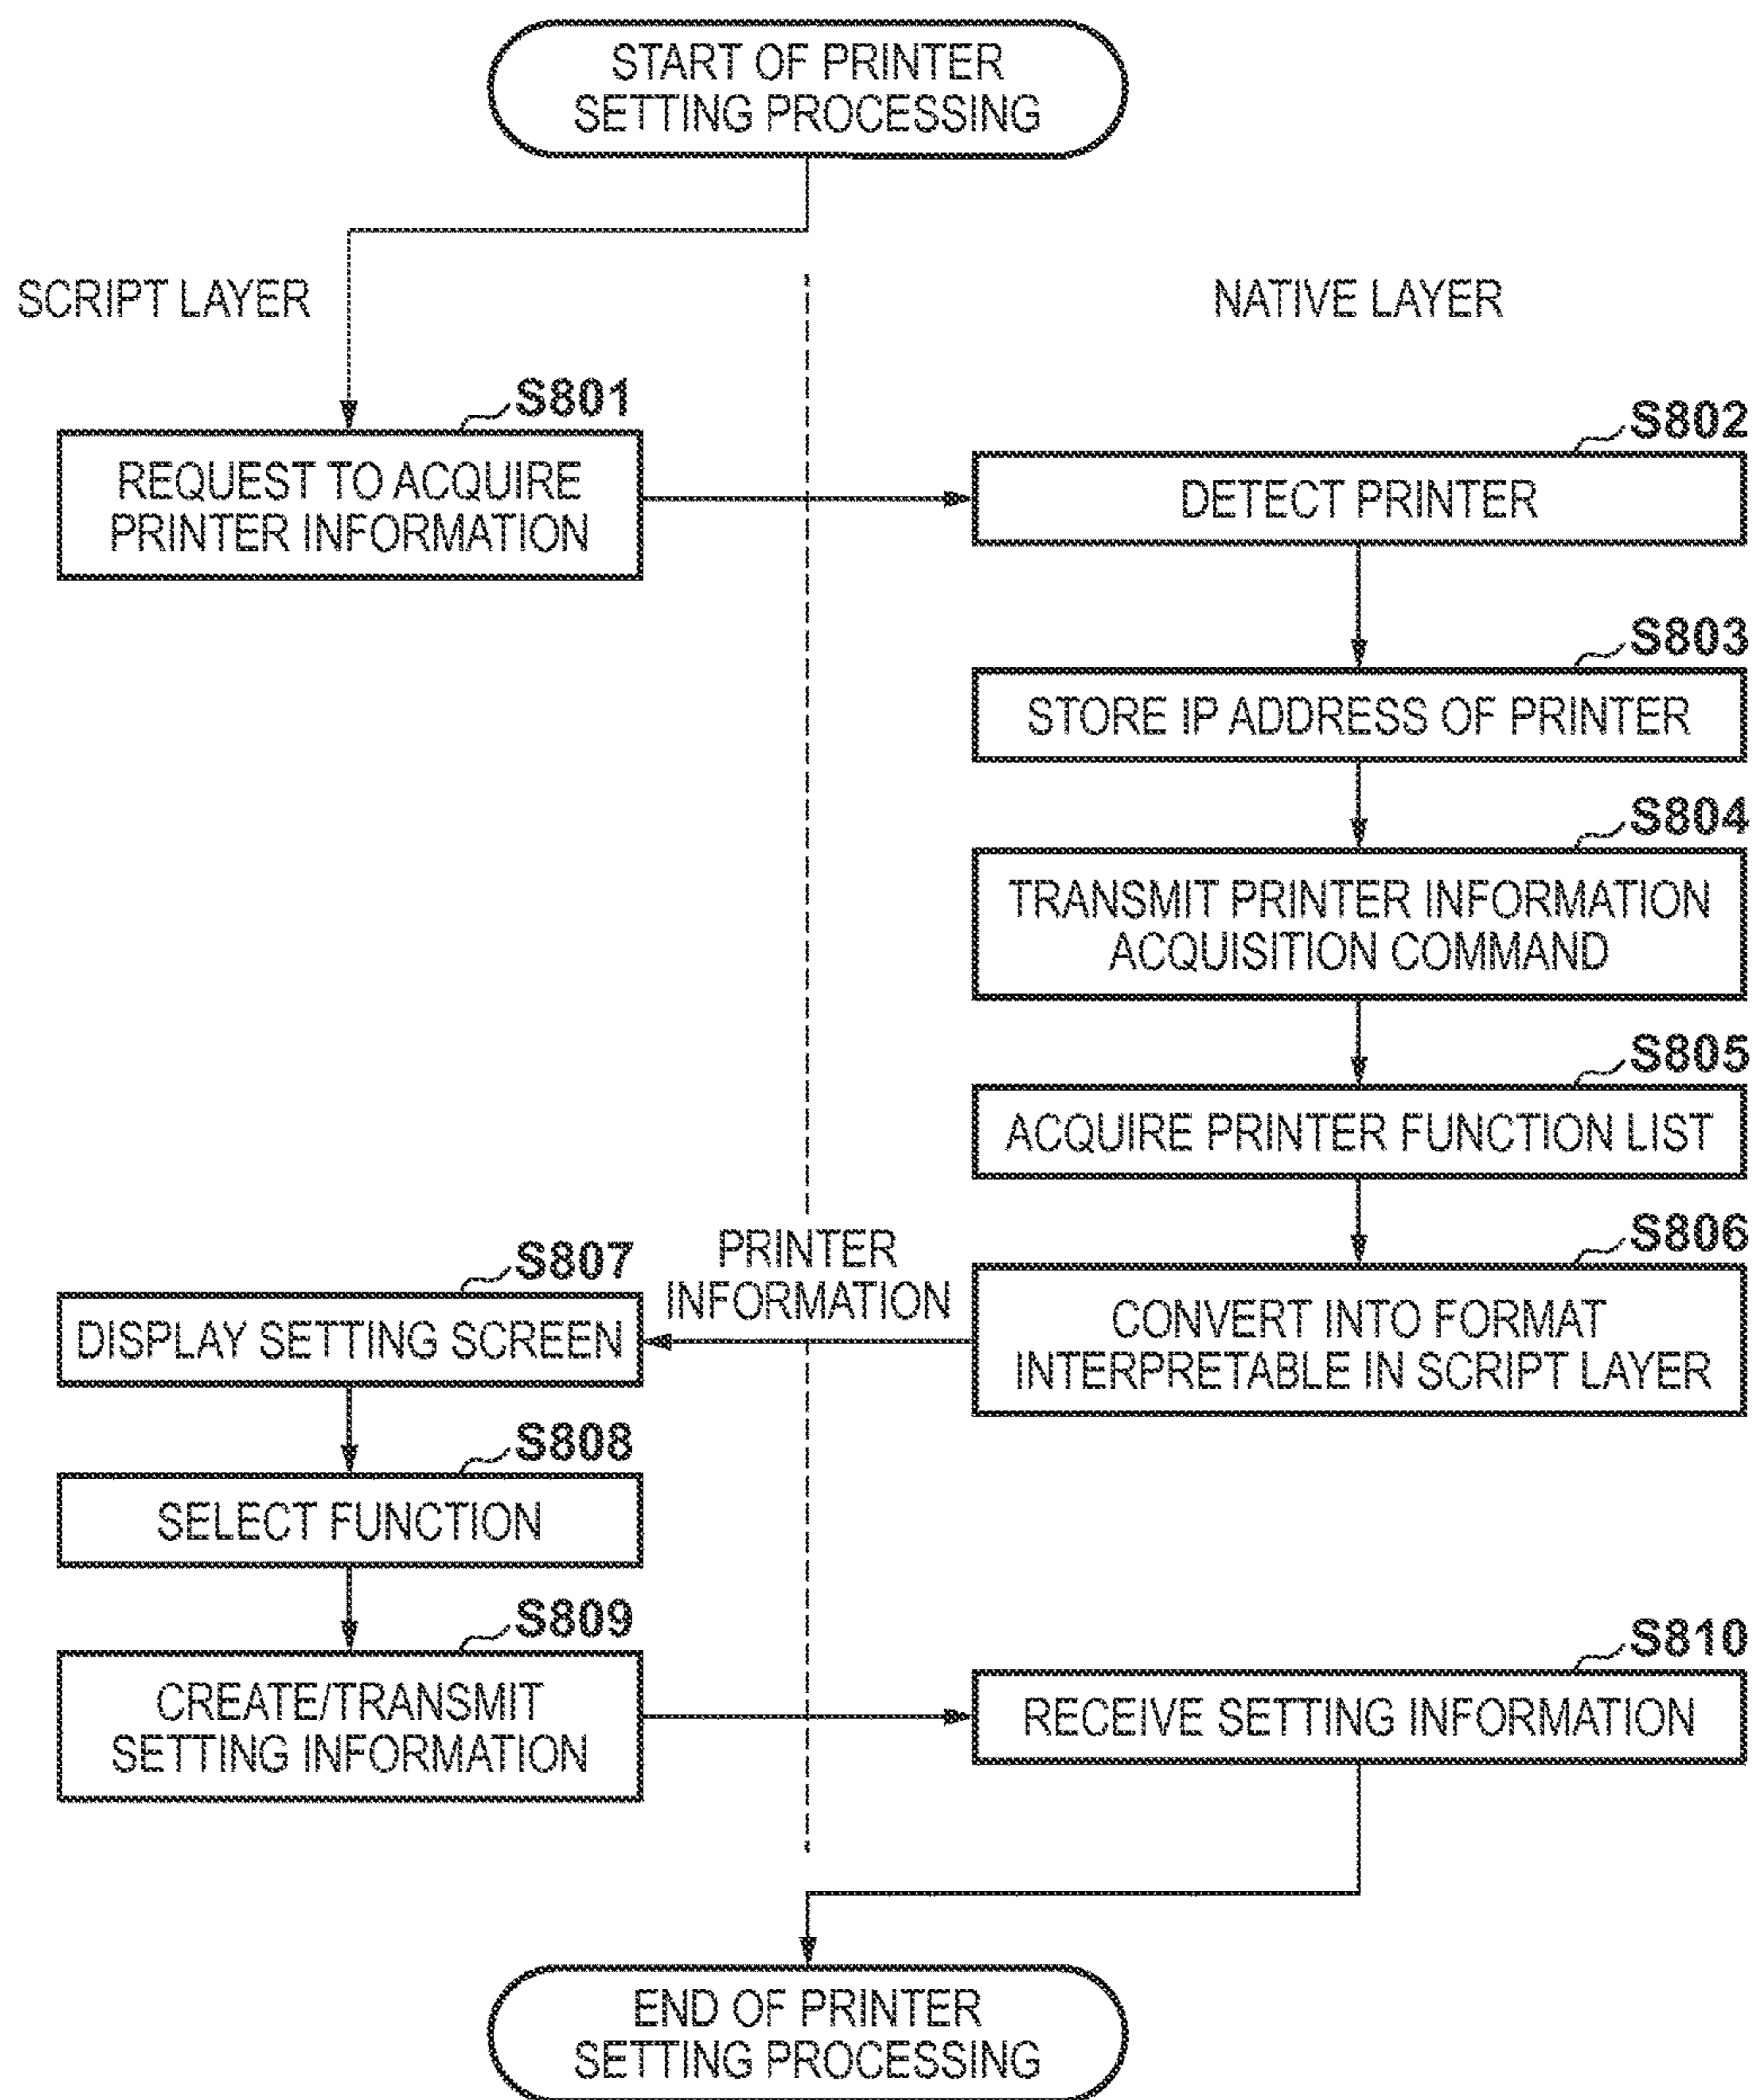 START OF PRINTER
SETTING PROCESSING
SCRIPT LAYER
NATIVE LAYER
S801
REQUEST TO ACQUIRE
PRINTER INFORMATION
S802
DETECT PRINTER
S803
STORE IP ADDRESS OF PRINTER
S804
TRANSMIT PRINTER INFORMATION
ACQUISITION COMMAND
S805
ACQUIRE PRINTER FUNCTION LIST
S806
CONVERT INTO FORMAT
INTERPRETABLE IN SCRIPT LAYER
PRINTER
INFORMATION
S807
DISPLAY SETTING SCREEN
S808
SELECT FUNCTION
S809
CREATE/TRANSMIT
SETTING INFORMATION
S810
RECEIVE SETTING INFORMATION
END OF PRINTER
SETTING PROCESSING